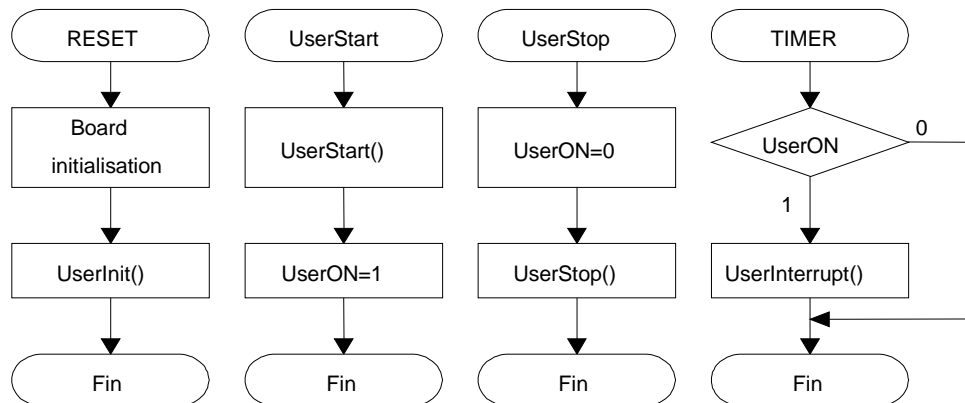 RESET
Board
initialisation
UserInit()
Fin
UserStart
UserStart()
UserON=1
Fin
UserStop
UserON=0
UserStop()
Fin
TIMER
UserON
0
1
UserInterrupt()
Fin